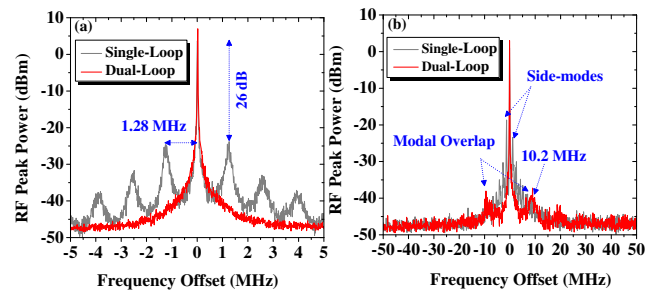 (a)
Single-Loop
Dual-Loop
1.28 MHz
26 dB
RF Peak Power (dBm)
10
0
-10
-20
-30
-40
-50
-5 -4 -3 -2 -1 0 1 2 3 4 5
Frequency Offset (MHz)
(b)
Single-Loop
Dual-Loop
Side-modes
Modal Overlap
10.2 MHz
RF Peak Power (dBm)
10
0
-10
-20
-30
-40
-50
-50 -40 -30 -20 -10 0 10 20 30 40 50
Frequency Offset (MHz)